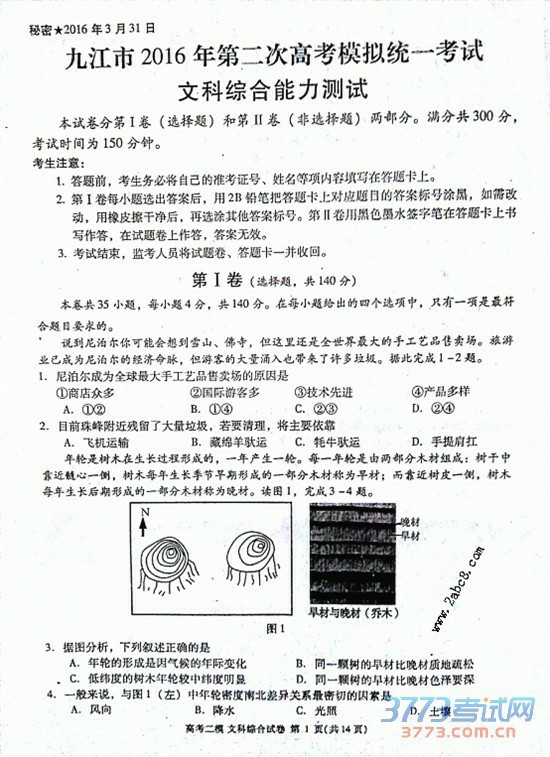 秘密★2016年3月31日
九江市2016年第二次高考模拟统一考试
文科综合能力测试
本试卷分第Ⅰ卷（选择题）和第Ⅱ卷（非选择题）两部分。满分共300分，
考试时间为150分钟。
考生注意：
1. 答题前，考生务必将自己的准考证号、姓名等项内容填写在答题卡上。
2. 第Ⅰ卷每小题选出答案后，用2B铅笔把答题卡上对应题目的答案标号涂黑，如需改
动，用橡皮擦干净后，再选涂其他答案标号。第Ⅱ卷用黑色墨水签字笔在答题卡上书
写作答，在试题卷上作答，答案无效。
3. 考试结束，监考人员将试题卷、答题卡一并收回。
第Ⅰ卷（选择题，共140分）
本卷共35小题，每小题4分，共140分。在每小题给出的四个选项中，只有一项是最符
合题目要求的。
说到尼泊尔你可能会想到雪山、佛寺，但这里还是全世界最大的手工艺品售卖场。旅游
业已成为尼泊尔的经济命脉，但游客的大量涌入也带来了许多垃圾。据此完成1-2题。
1. 尼泊尔成为全球最大手工艺品售卖场的原因是
①商店众多 ②国际游客多 ③技术先进 ④产品多样
A. ①② B. ①④ C. ②③ D. ②④
2. 目前珠峰附近残留了大量垃圾，若要清理，将主要依靠
A. 飞机运输 B. 藏绵羊驮运 C. 牦牛驮运 D. 手提肩扛
年轮是树木在生长过程形成的，一年产生一轮。每一年轮是由两部分木材组成：树干中
靠近髓心一侧，树木每年生长季节早期形成的一部分木材称为早材；而靠近树皮一侧，树木
每年生长后期形成的一部分木材称为晚材。读图1，完成3-4题。
N
晚材
早材
早材与晚材（乔木）
www.2abc8.com
图1
3. 据图分析，下列叙述正确的是
A. 年轮的形成是因气候的年际变化 B. 同一颗树的早材比晚材质地疏松
C. 低纬度的树木年轮较中纬度明显 D. 同一颗树的早材比晚材色泽要深
4. 一般来说，与图1（左）中年轮密度南北差异关系最密切的因素是
A. 风向 B. 降水 C. 光照 D. 土壤
高考二模 文科综合试卷 第1页(共14页)
3773考试网
www.3773.com.cn